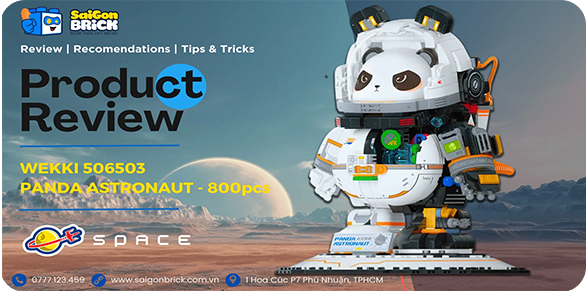 SaiGon
BRiCK
Review | Recomendations | Tips & Tricks
Product
Review
WEKKI 506503
PANDA ASTRONAUT - 800pcs
SPACE
PANDA
ASTRONAUT
0777.123.459
www.saigonbrick.com.vn
1 Hoa Cúc P7 Phú Nhuận, TPHCM